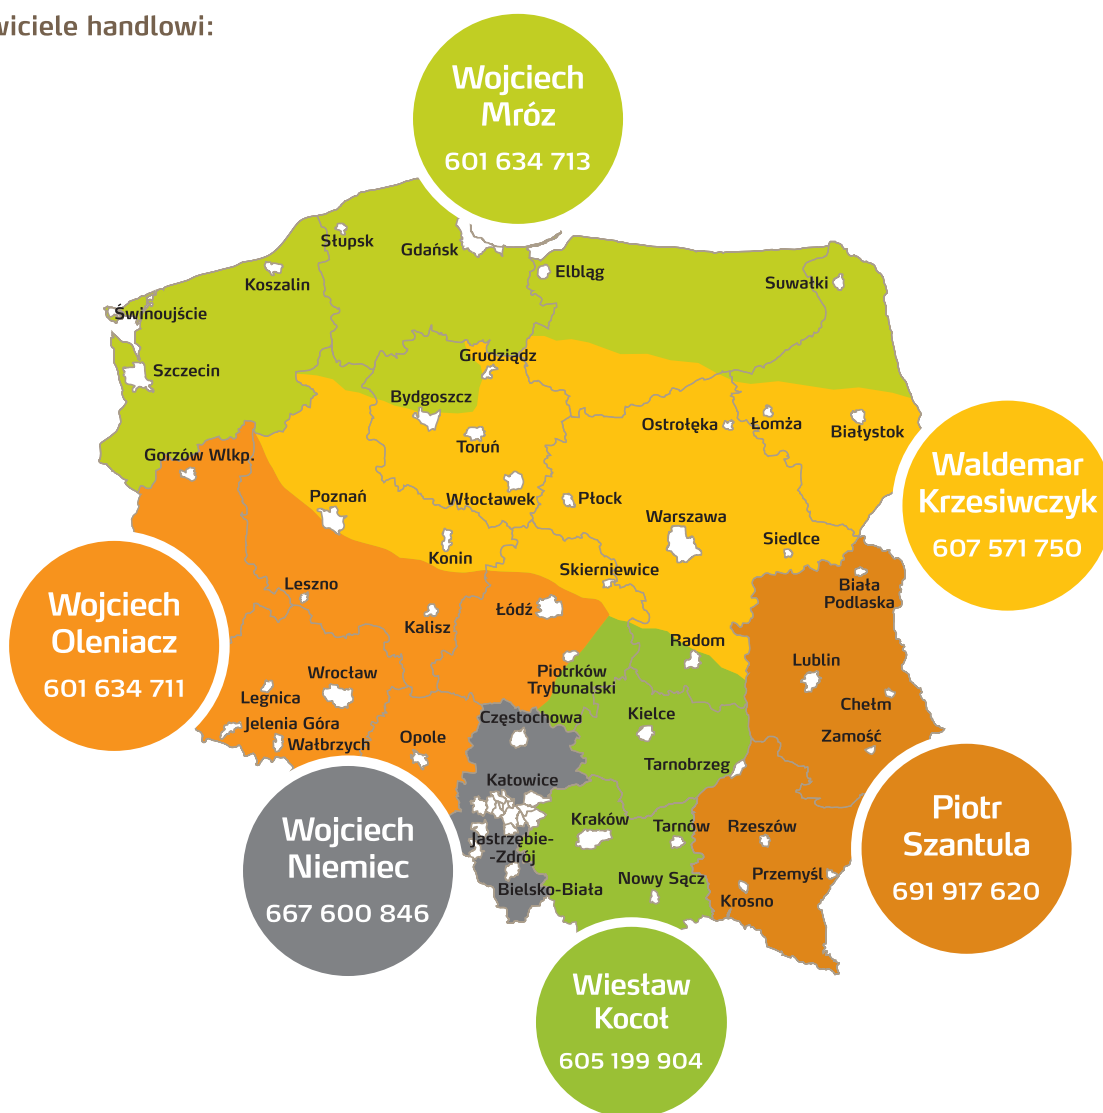 wiciele handlowi:
Wojciech
Mróz
601 634 713
Słupsk
Gdańsk
Koszalin
Elbląg
Suwałki
Świnoujście
Szczecin
Grudziądz
Bydgoszcz
Toruń
Ostrołęka
Łomża
Białystok
Gorzów Wlkp.
Włocławek
Płock
Poznań
Warszawa
Konin
Siedlce
Skierniewice
Waldemar
Krzesiwczyk
607 571 750
Leszno
Kalisz
Łódź
Biała
Podlaska
Wojciech
Oleniacz
601 634 711
Radom
Piotrków
Trybunalski
Lublin
Wrocław
Legnica
Jelenia Góra
Wałbrzych
Opole
Częstochowa
Kielce
Chełm
Zamość
Tarnobrzeg
Katowice
Kraków
Tarnów
Rzeszów
Jastrzębie-
-Zdrój
Bielsko-Biała
Nowy Sącz
Przemyśl
Krosno
Wojciech
Niemiec
667 600 846
Piotr
Szantula
691 917 620
Wiesław
Kocoł
605 199 904